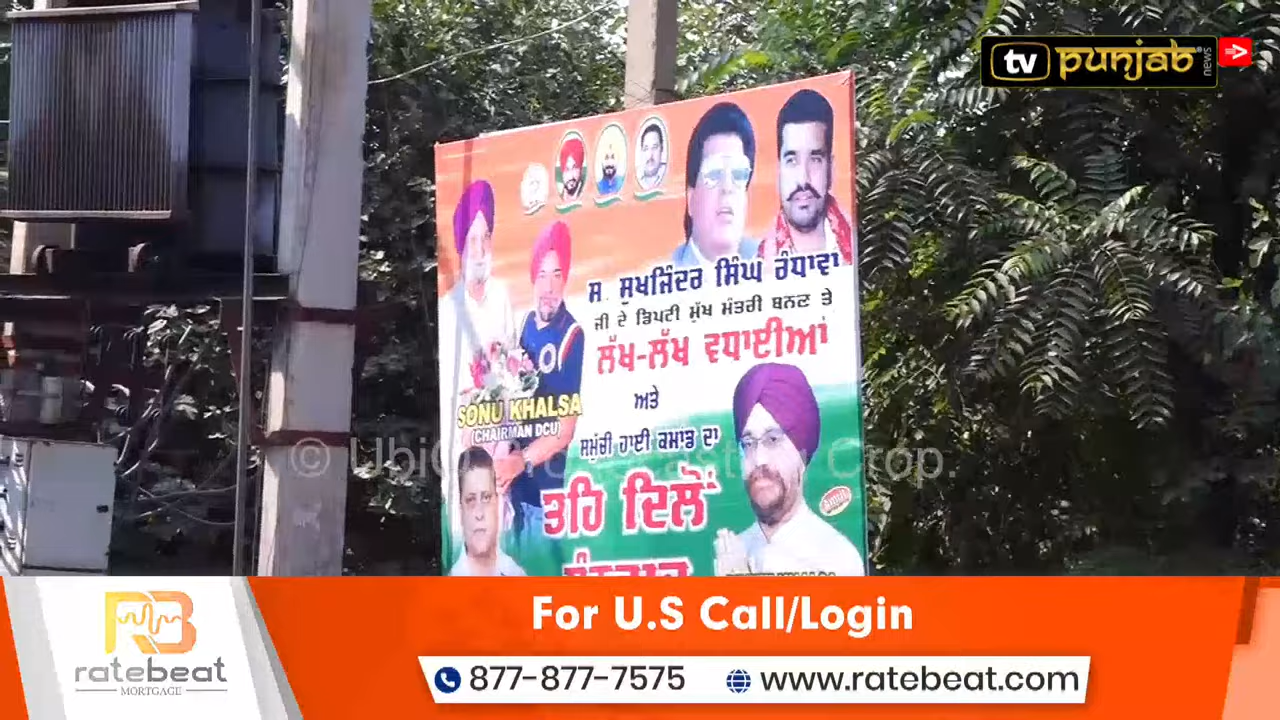 tv punjab news
ਸ. ਸੁਖਜਿੰਦਰ ਸਿੰਘ ਰੰਧਾਵਾ
ਜੀ ਦੇ ਡਿਪਟੀ ਮੁੱਖ ਮੰਤਰੀ ਬਣਨ ਤੇ
ਲੱਖ-ਲੱਖ ਵਧਾਈਆਂ
ਅਤੇ
SONU KHALSA
(CHAIRMAN DCU)
ਸਮੁੱਚੀ ਹਾਈ ਕਮਾਂਡ ਦਾ
ਤਹਿ ਦਿਲੋਂ
For U.S Call/Login
ratebeat
MORTGAGE
877-877-7575
www.ratebeat.com